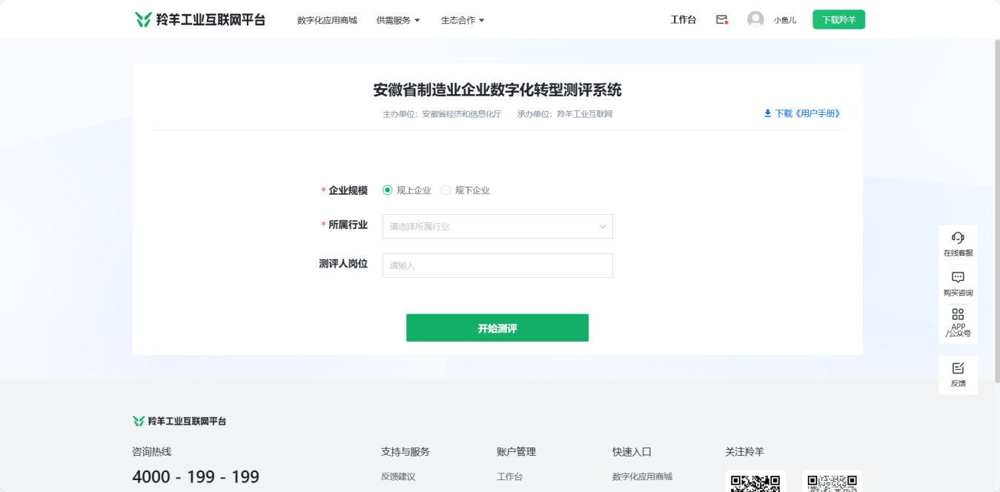 羚羊工业互联网平台 数字化应用商城 供需服务 生态合作 工作台 小鱼儿 下载羚羊
安徽省制造业企业数字化转型测评系统
主办单位：安徽省经济和信息化厅 承办单位：羚羊工业互联网 下载《用户手册》
* 企业规模 规上企业 规下企业
* 所属行业 请选择所属行业
测评人岗位 请输入
开始测评
在线客服
购买咨询
APP
/公众号
反馈
羚羊工业互联网平台
咨询热线 支持与服务 账户管理 快速入口 关注羚羊
4000 - 199 - 199 反馈建议 工作台 数字化应用商城